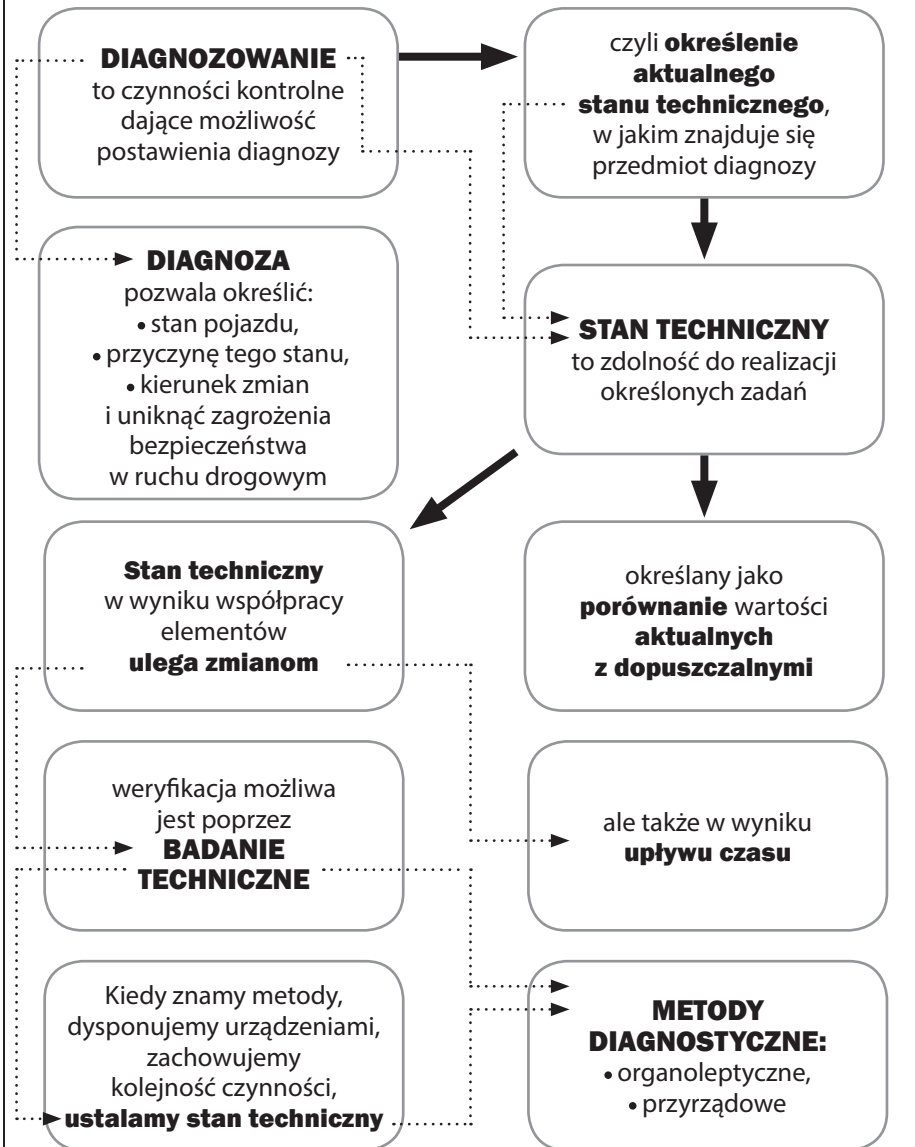 DIAGNOZOWANIE
to czynności kontrolne
dające możliwość
postawienia diagnozy
czyli określenie
aktualnego
stanu technicznego,
w jakim znajduje się
przedmiot diagnozy
DIAGNOZA
pozwala określić:
• stan pojazdu,
• przyczynę tego stanu,
• kierunek zmian
i uniknąć zagrożenia
bezpieczeństwa
w ruchu drogowym
STAN TECHNICZNY
to zdolność do realizacji
określonych zadań
Stan techniczny
w wyniku współpracy
elementów
ulega zmianom
określany jako
porównanie wartości
aktualnych
z dopuszczalnymi
weryfikacja możliwa
jest poprzez
BADANIE
TECHNICZNE
ale także w wyniku
upływu czasu
Kiedy znamy metody,
dysponujemy urządzeniami,
zachowujemy
kolejność czynności,
ustalamy stan techniczny
METODY
DIAGNOSTYCZNE:
• organoleptyczne,
• przyrządowe